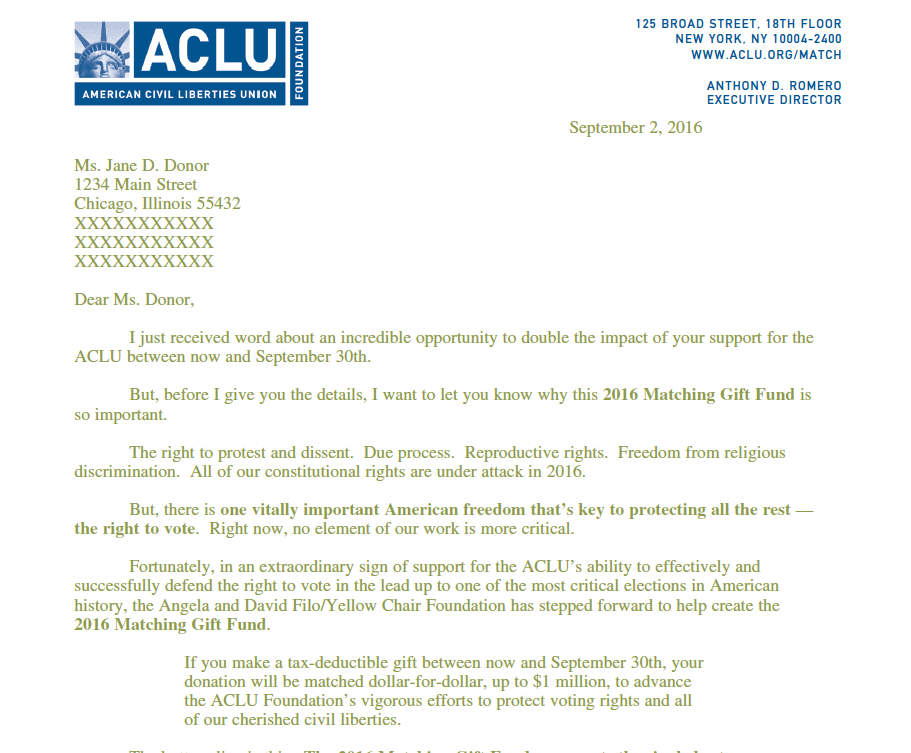 ACLU
AMERICAN CIVIL LIBERTIES UNION
FOUNDATION
125 BROAD STREET, 18TH FLOOR
NEW YORK, NY 10004-2400
WWW.ACLU.ORG/MATCH
ANTHONY D. ROMERO
EXECUTIVE DIRECTOR
September 2, 2016
Ms. Jane D. Donor
1234 Main Street
Chicago, Illinois 55432
XXXXXXXXXXX
XXXXXXXXXXX
XXXXXXXXXXX
Dear Ms. Donor,
I just received word about an incredible opportunity to double the impact of your support for the
ACLU between now and September 30th.
But, before I give you the details, I want to let you know why this 2016 Matching Gift Fund is
so important.
The right to protest and dissent.  Due process.  Reproductive rights.  Freedom from religious
discrimination.  All of our constitutional rights are under attack in 2016.
But, there is one vitally important American freedom that’s key to protecting all the rest —
the right to vote.  Right now, no element of our work is more critical.
Fortunately, in an extraordinary sign of support for the ACLU’s ability to effectively and
successfully defend the right to vote in the lead up to one of the most critical elections in American
history, the Angela and David Filo/Yellow Chair Foundation has stepped forward to help create the
2016 Matching Gift Fund.
If you make a tax-deductible gift between now and September 30th, your
donation will be matched dollar-for-dollar, up to $1 million, to advance
the ACLU Foundation’s vigorous efforts to protect voting rights and all
of our cherished civil liberties.